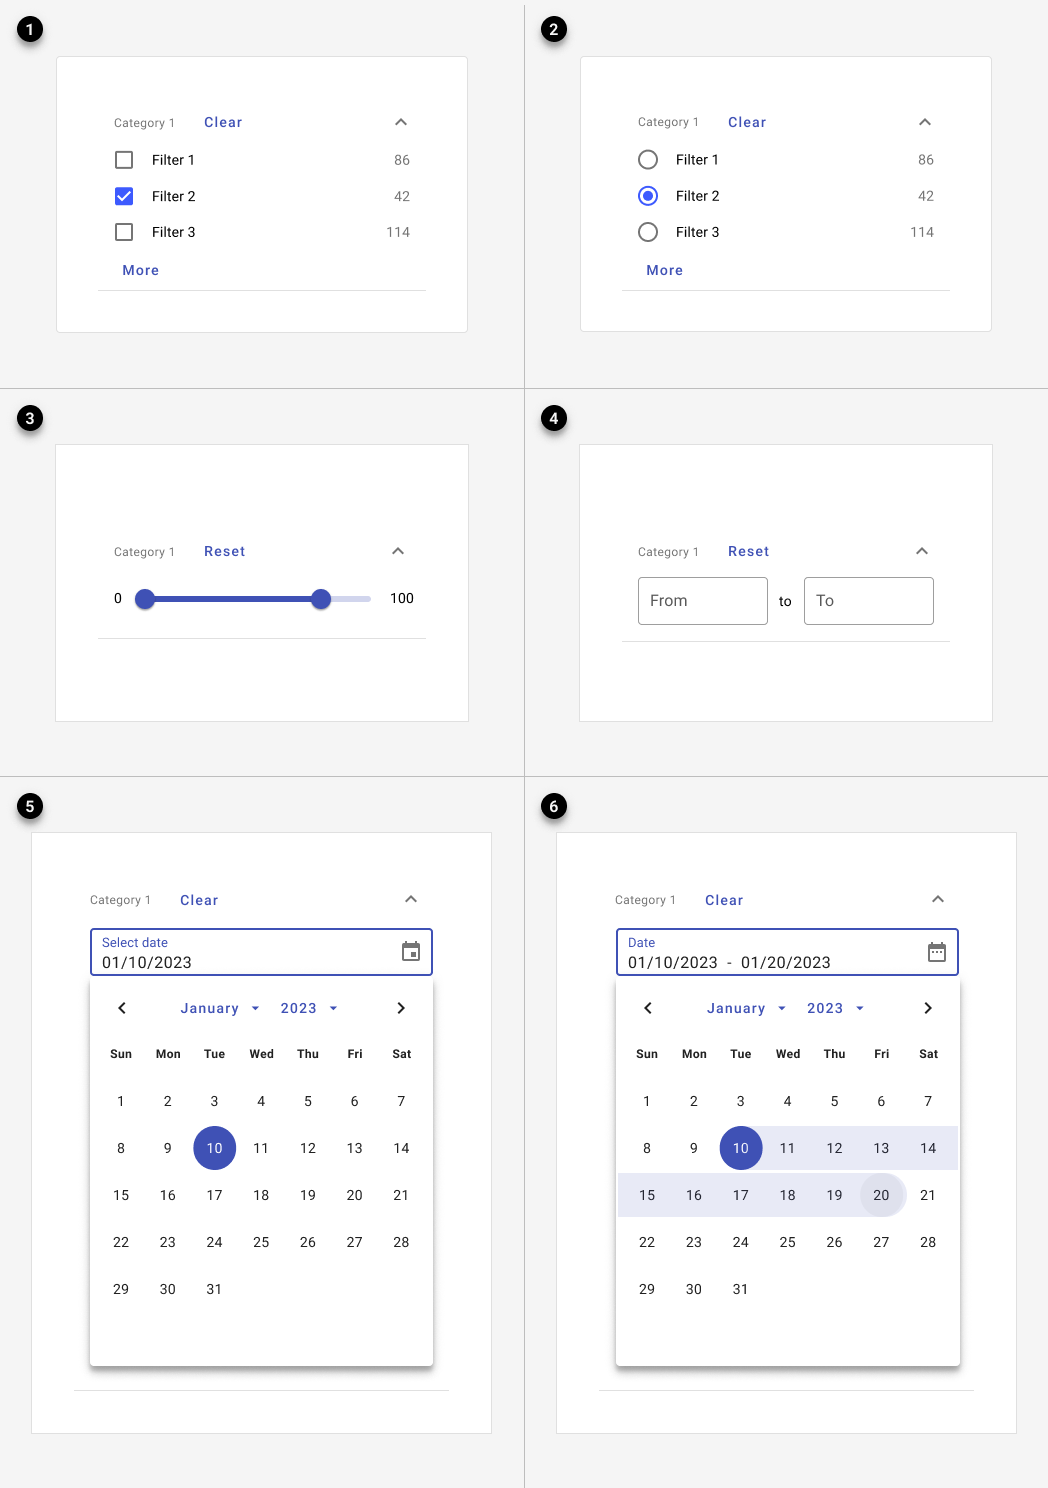 1
Category 1 Clear
Filter 1 86
Filter 2 42
Filter 3 114
More
2
Category 1 Clear
Filter 1 86
Filter 2 42
Filter 3 114
More
3
Category 1 Reset
0 100
4
Category 1 Reset
From to To
5
Category 1 Clear
Select date
01/10/2023
January 2023
Sun Mon Tue Wed Thu Fri Sat
1 2 3 4 5 6 7
8 9 10 11 12 13 14
15 16 17 18 19 20 21
22 23 24 25 26 27 28
29 30 31
6
Category 1 Clear
Date
01/10/2023 - 01/20/2023
January 2023
Sun Mon Tue Wed Thu Fri Sat
1 2 3 4 5 6 7
8 9 10 11 12 13 14
15 16 17 18 19 20 21
22 23 24 25 26 27 28
29 30 31